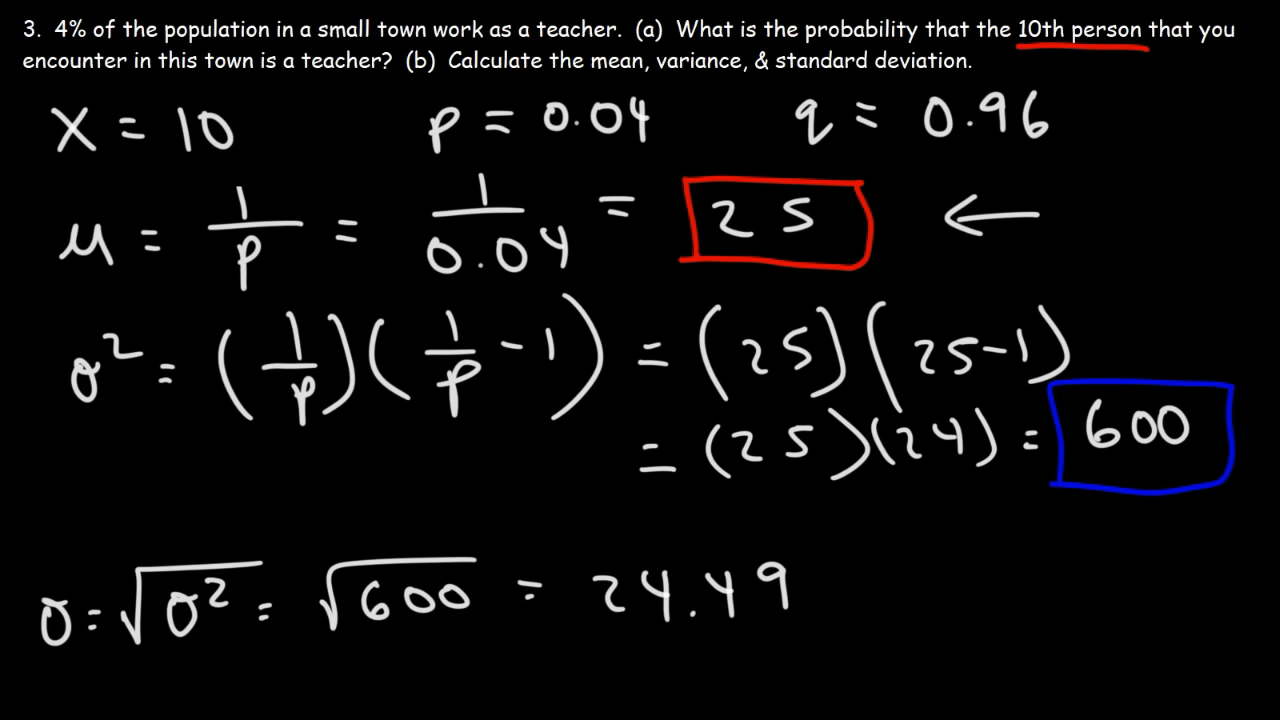 3. 4% of the population in a small town work as a teacher. (a) What is the probability that the 10th person that you
encounter in this town is a teacher? (b) Calculate the mean, variance, & standard deviation.
x = 10 p = 0.04 q = 0.96
μ = 1/p = 1/0.04 = 25 ←
σ² = (1/p)(1/p - 1) = (25)(25-1)
= (25)(24) = 600
σ = √σ² = √600 = 24.49